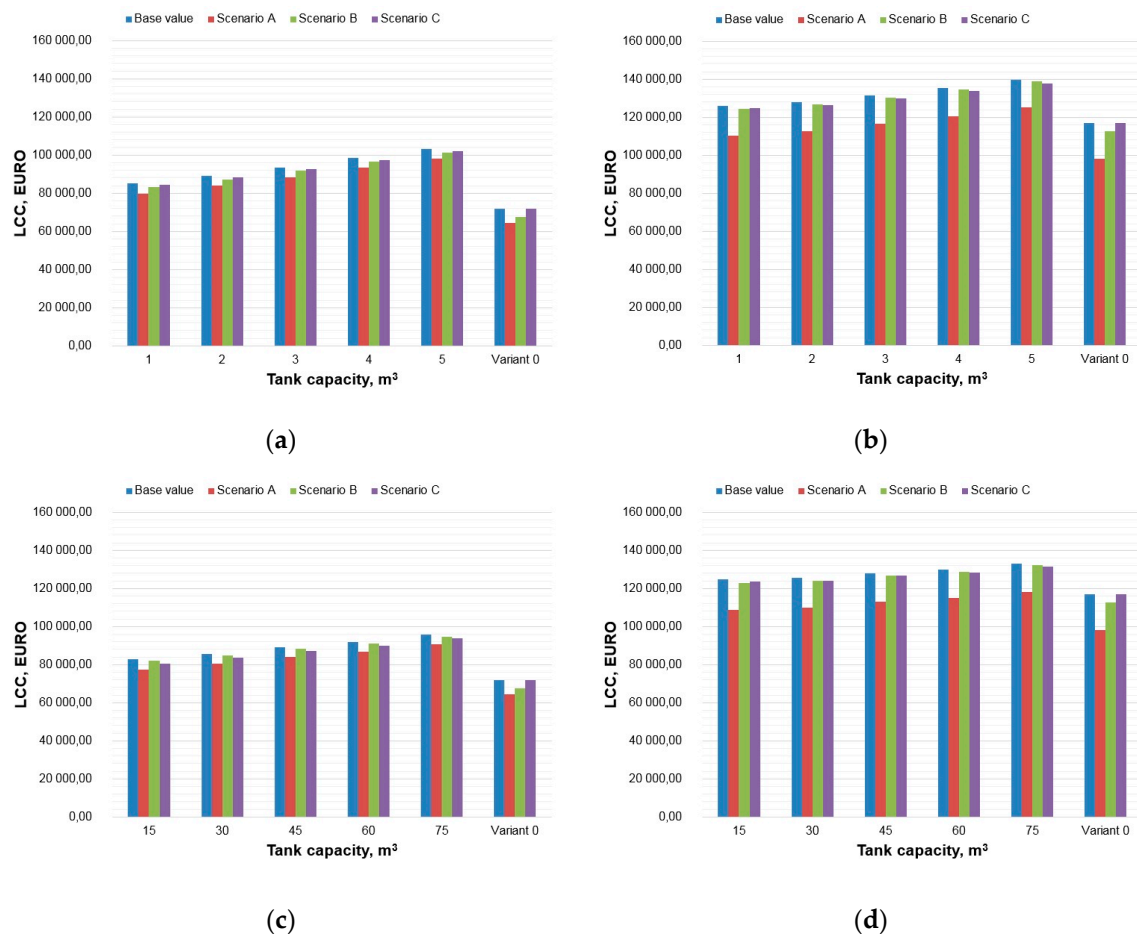 Base value Scenario A Scenario B Scenario C
160 000,00
140 000,00
120 000,00
100 000,00
80 000,00
60 000,00
40 000,00
20 000,00
0,00
LCC, EURO
1 2 3 4 5 Variant 0
Tank capacity, m³
(a)
Base value Scenario A Scenario B Scenario C
160 000,00
140 000,00
120 000,00
100 000,00
80 000,00
60 000,00
40 000,00
20 000,00
0,00
LCC, EURO
1 2 3 4 5 Variant 0
Tank capacity, m³
(b)
Base value Scenario A Scenario B Scenario C
160 000,00
140 000,00
120 000,00
100 000,00
80 000,00
60 000,00
40 000,00
20 000,00
0,00
LCC, EURO
15 30 45 60 75 Variant 0
Tank capacity, m³
(c)
Base value Scenario A Scenario B Scenario C
160 000,00
140 000,00
120 000,00
100 000,00
80 000,00
60 000,00
40 000,00
20 000,00
0,00
LCC, EURO
15 30 45 60 75 Variant 0
Tank capacity, m³
(d)